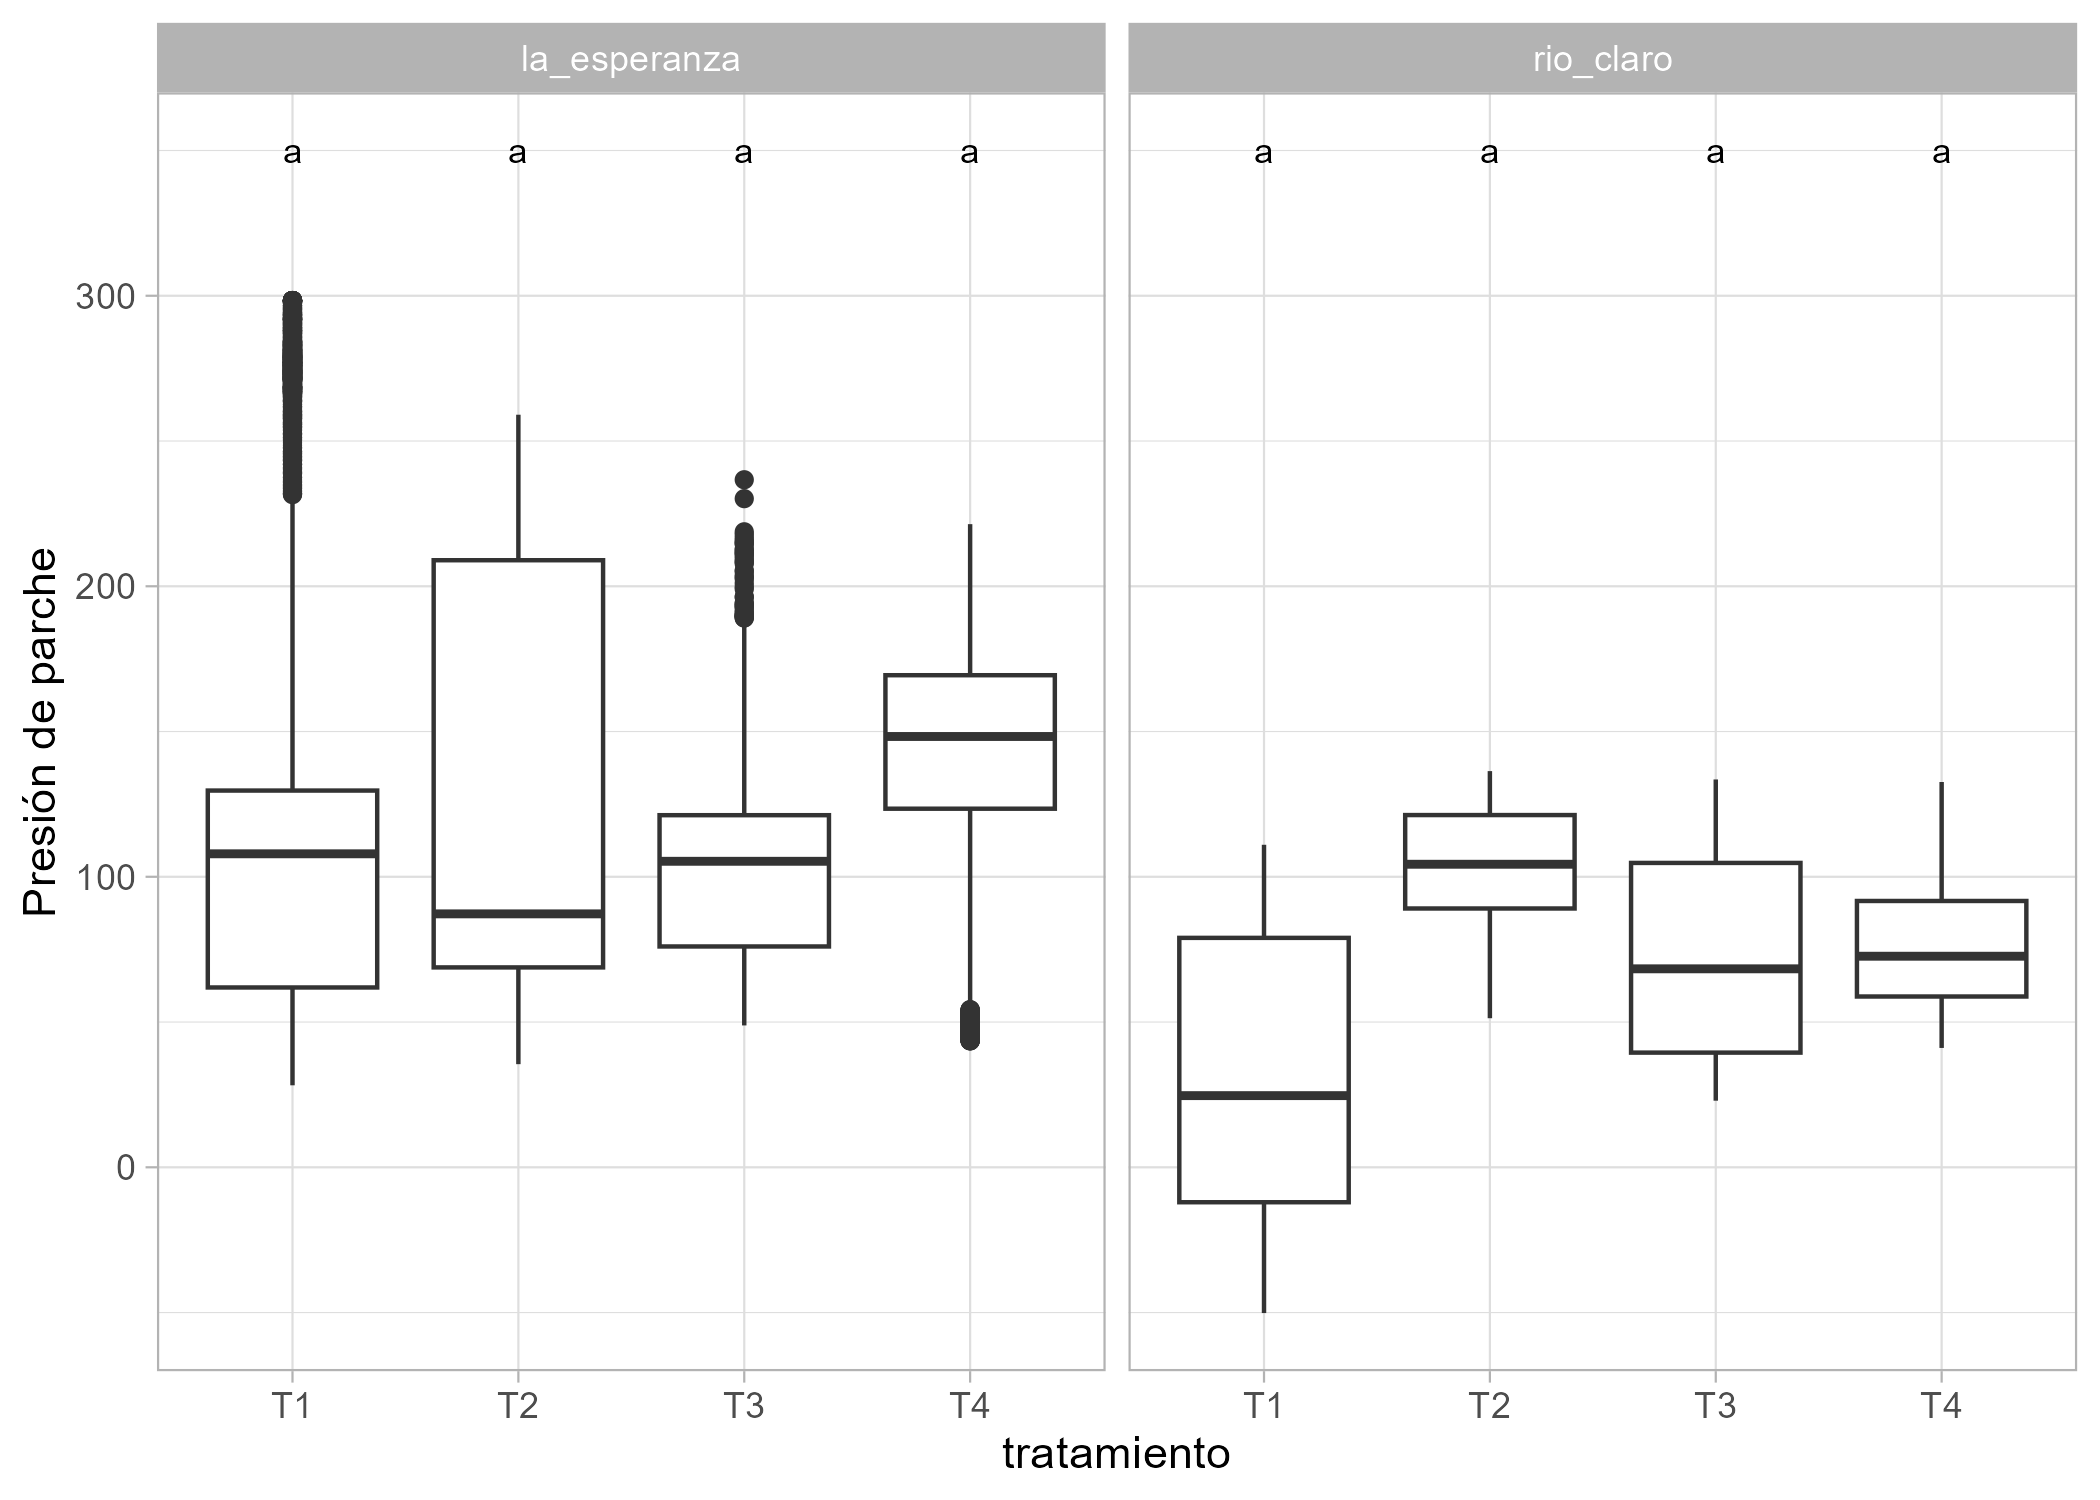 la_esperanza
rio_claro
a a a a
a a a a
Presión de parche
300
200
100
0
T1 T2 T3 T4
T1 T2 T3 T4
tratamiento